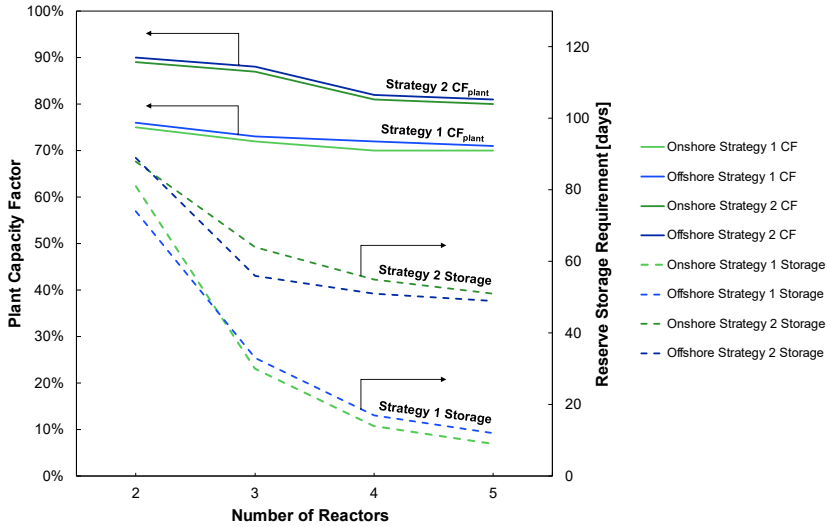 100%
90%
80%
70%
60%
50%
40%
30%
20%
10%
0%
Plant Capacity Factor
Strategy 2 CFplant
Strategy 1 CFplant
Strategy 2 Storage
Strategy 1 Storage
2
3
4
5
Number of Reactors
120
100
80
60
40
20
0
Reserve Storage Requirement [days]
Onshore Strategy 1 CF
Offshore Strategy 1 CF
Onshore Strategy 2 CF
Offshore Strategy 2 CF
Onshore Strategy 1 Storage
Offshore Strategy 1 Storage
Onshore Strategy 2 Storage
Offshore Strategy 2 Storage